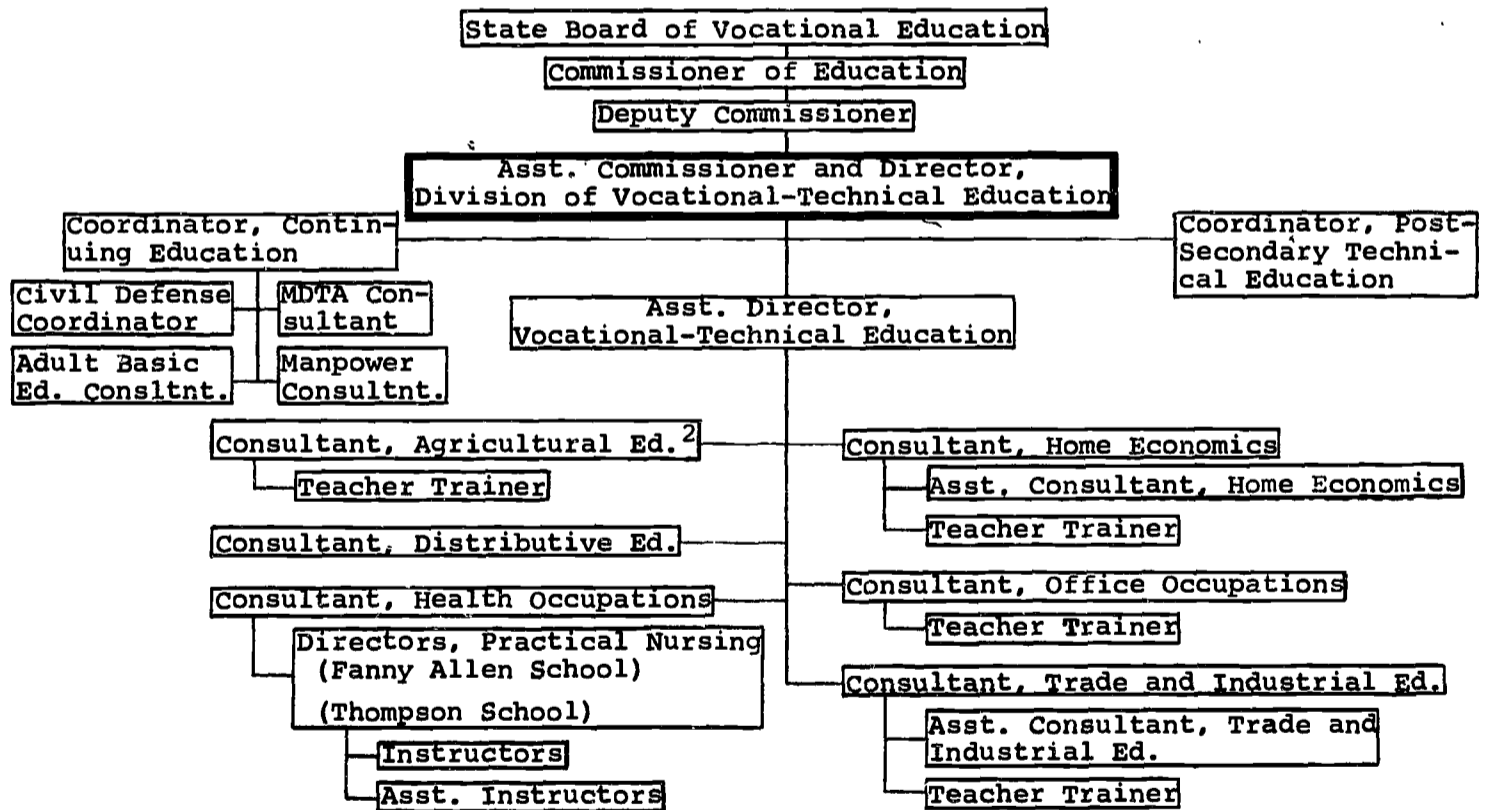 State Board of Vocational Education
Commissioner of Education
Deputy Commissioner
Asst. Commissioner and Director,
Division of Vocational-Technical Education
Coordinator, Contin-
uing Education
Coordinator, Post-
Secondary Techni-
cal Education
Civil Defense
Coordinator
MDTA Con-
sultant
Adult Basic
Ed. Consltnt.
Manpower
Consultnt.
Asst. Director,
Vocational-Technical Education
Consultant, Agricultural Ed.2
Teacher Trainer
Consultant, Distributive Ed.
Consultant, Health Occupations
Directors, Practical Nursing
(Fanny Allen School)
(Thompson School)
Instructors
Asst. Instructors
Consultant, Home Economics
Asst. Consultant, Home Economics
Teacher Trainer
Consultant, Office Occupations
Teacher Trainer
Consultant, Trade and Industrial Ed.
Asst. Consultant, Trade and
Industrial Ed.
Teacher Trainer